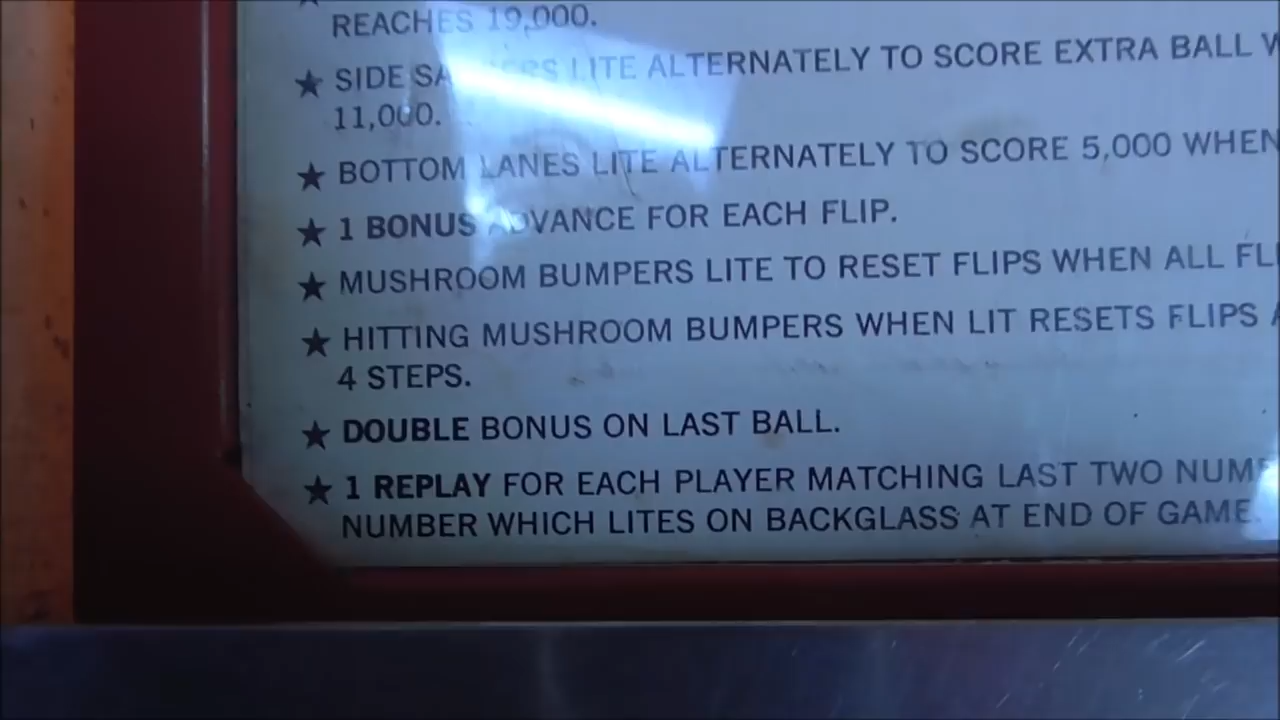 REACHES 19,000.
★ SIDE LITE ALTERNATELY TO SCORE EXTRA BALL
11,000.
★ BOTTOM LANES LITE ALTERNATELY TO SCORE 5,000 WHEN
★ 1 BONUS ADVANCE FOR EACH FLIP.
★ MUSHROOM BUMPERS LITE TO RESET FLIPS WHEN ALL
★ HITTING MUSHROOM BUMPERS WHEN LIT RESETS FLIPS
4 STEPS.
★ DOUBLE BONUS ON LAST BALL.
★ 1 REPLAY FOR EACH PLAYER MATCHING LAST TWO
NUMBER WHICH LITES ON BACKGLASS AT END OF GAME.